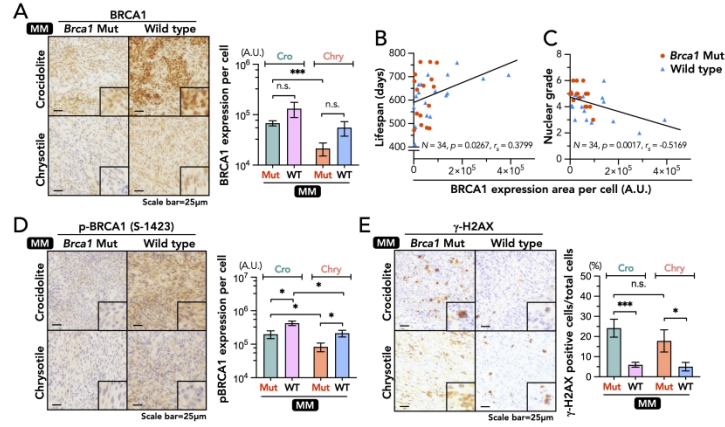 A
BRCA1
MM
Brca1 Mut Wild type
Crocidolite
Chrysotile
Scale bar=25μm
(A.U.)
Cro Chry
BRCA1 expression per cell
10⁶
10⁵
10⁴
***
n.s.
n.s.
Mut WT Mut WT
MM
B
Lifespan (days)
800
700
600
500
400
0 2×10⁵ 4×10⁵
N = 34, p = 0.0267, rₛ = 0.3799
C
Nuclear grade
10
8
6
4
2
0
0 2×10⁵ 4×10⁵
N = 34, p = 0.0017, rₛ = -0.5169
Brca1 Mut
Wild type
BRCA1 expression area per cell (A.U.)
D
p-BRCA1 (S-1423)
MM
Brca1 Mut Wild type
Crocidolite
Chrysotile
Scale bar=25μm
(A.U.)
Cro Chry
pBRCA1 expression per cell
10⁷
10⁶
10⁵
10⁴
*
*
*
*
Mut WT Mut WT
MM
E
γ-H2AX
MM
Brca1 Mut Wild type
Crocidolite
Chrysotile
Scale bar=25μm
(%)
Cro Chry
γ-H2AX positive cells/total cells
50
40
30
20
10
0
n.s.
***
*
Mut WT Mut WT
MM